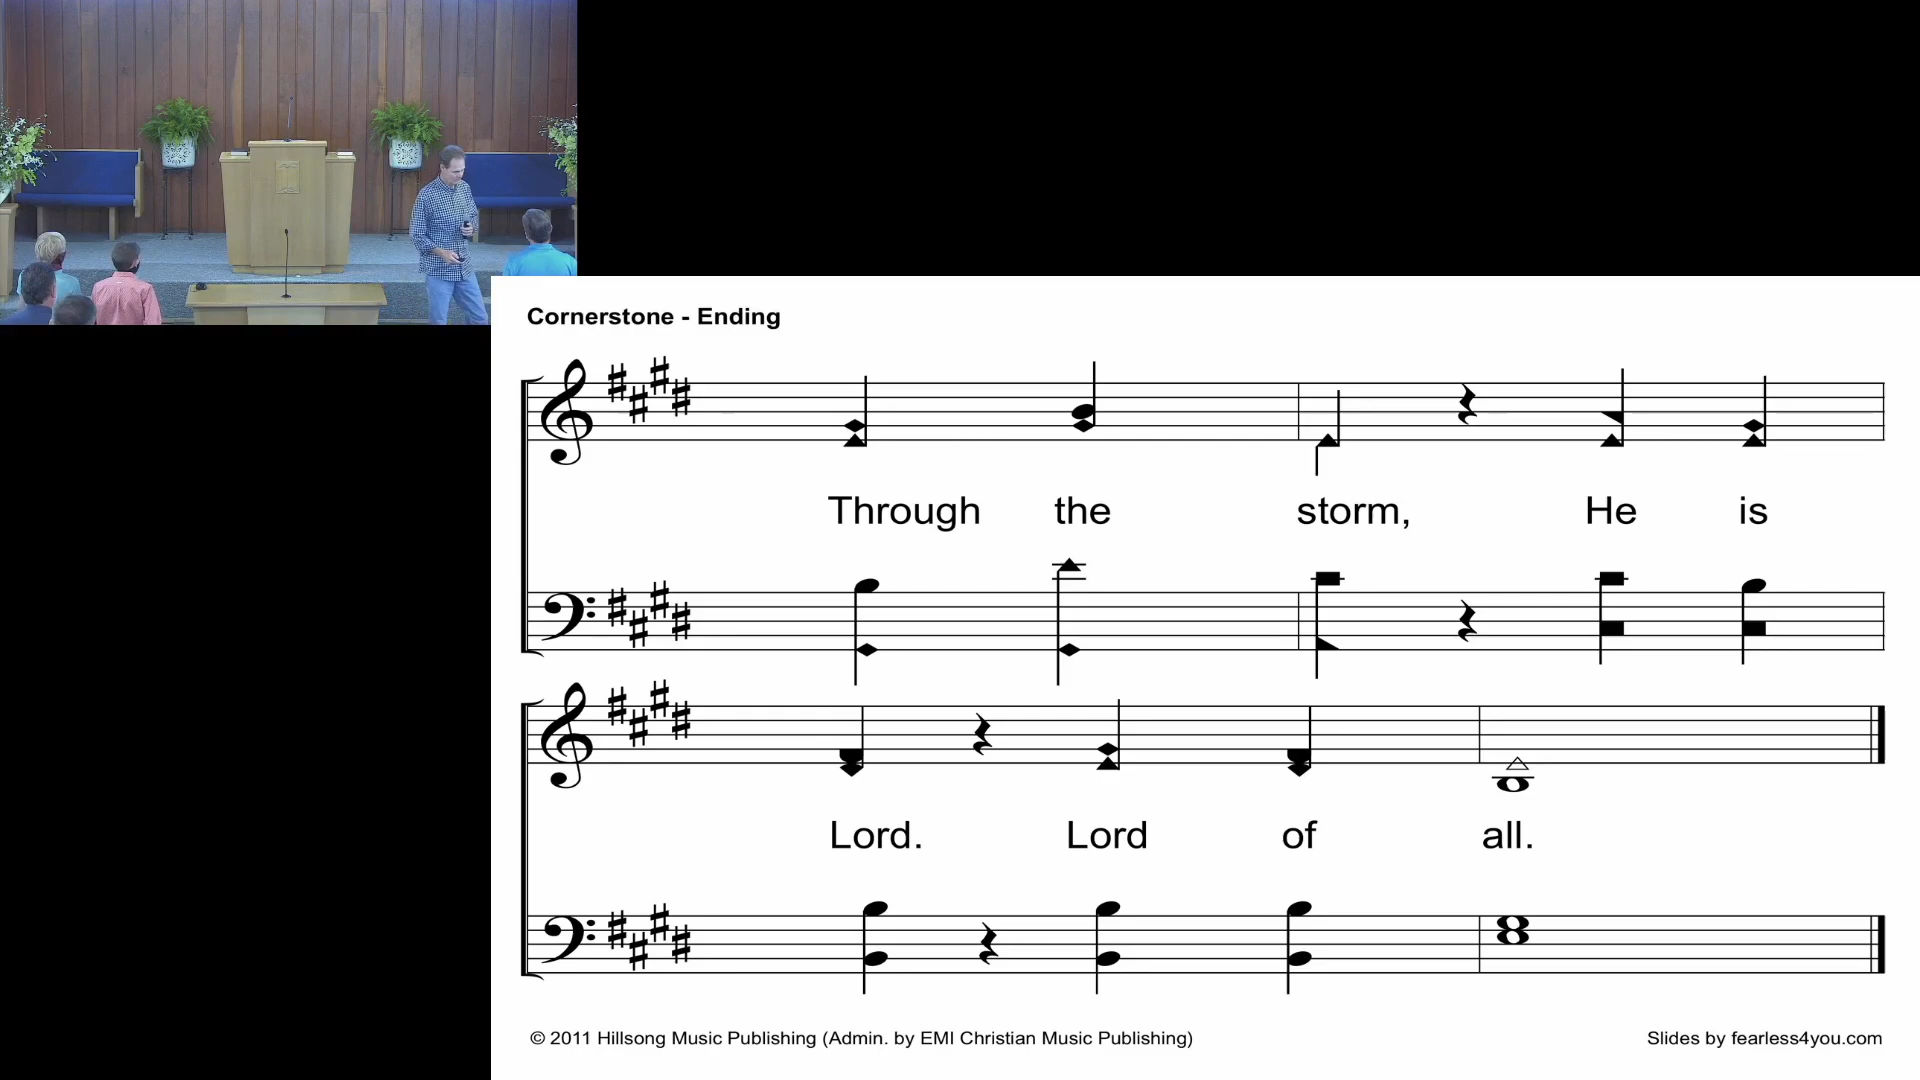 Cornerstone - Ending
Through the storm, He is
Lord. Lord of all.
© 2011 Hillsong Music Publishing (Admin. by EMI Christian Music Publishing)
Slides by fearless4you.com